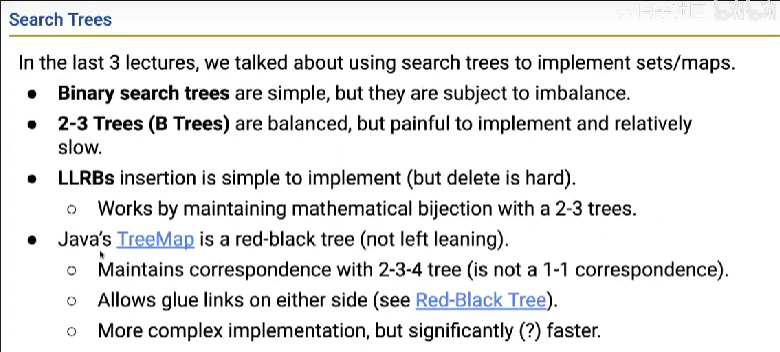 Search Trees
In the last 3 lectures, we talked about using search trees to implement sets/maps.
● Binary search trees are simple, but they are subject to imbalance.
● 2-3 Trees (B Trees) are balanced, but painful to implement and relatively
slow.
● LLRBs insertion is simple to implement (but delete is hard).
○ Works by maintaining mathematical bijection with a 2-3 trees.
● Java's TreeMap is a red-black tree (not left leaning).
○ Maintains correspondence with 2-3-4 tree (is not a 1-1 correspondence).
○ Allows glue links on either side (see Red-Black Tree).
○ More complex implementation, but significantly (?) faster.